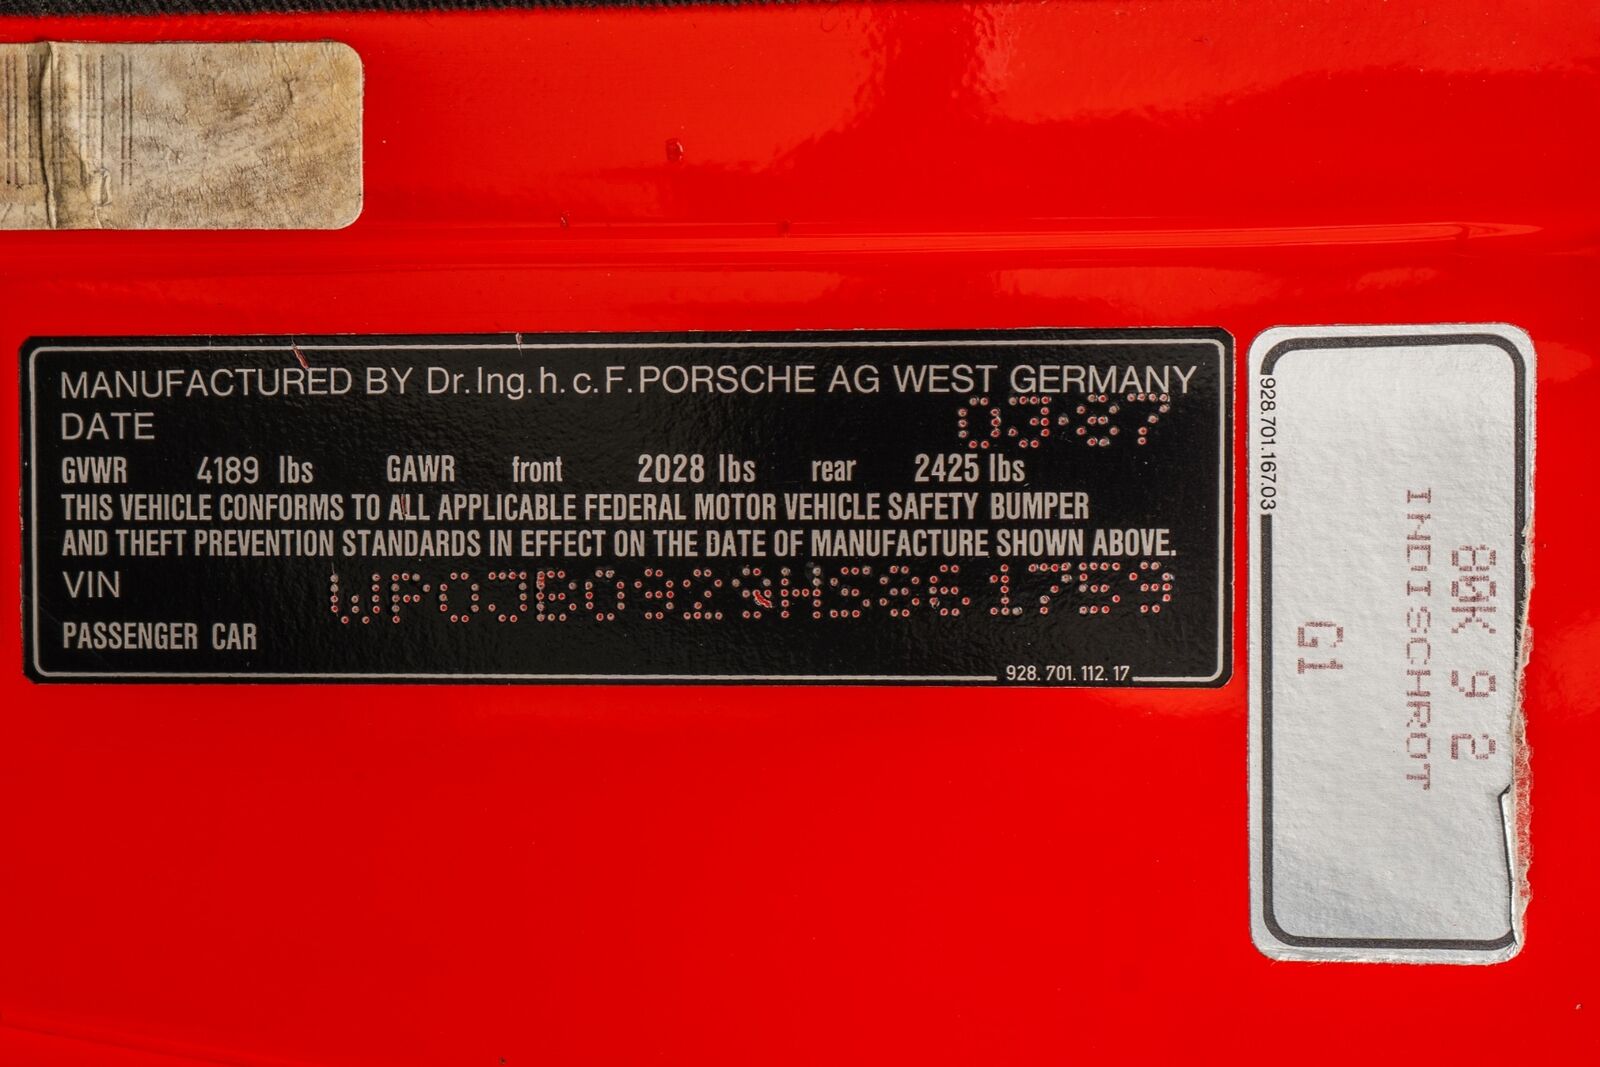 MANUFACTURED BY Dr.Ing.h.c.F.PORSCHE AG WEST GERMANY
DATE 03·87
GVWR 4189 lbs GAWR front 2028 lbs rear 2425 lbs
THIS VEHICLE CONFORMS TO ALL APPLICABLE FEDERAL MOTOR VEHICLE SAFETY BUMPER
AND THEFT PREVENTION STANDARDS IN EFFECT ON THE DATE OF MANUFACTURE SHOWN ABOVE.
VIN WP0JB0929HS861759
PASSENGER CAR
928.701.112.17
928.701.167.03
80K 9 2
INDISCHROT
G1